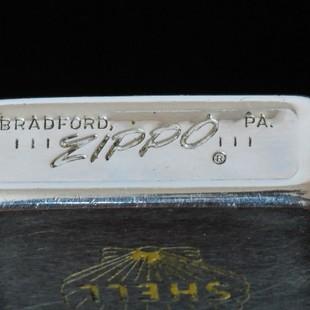 BRADFORD, PA.
||| ZIPPO ® |||
SHELL